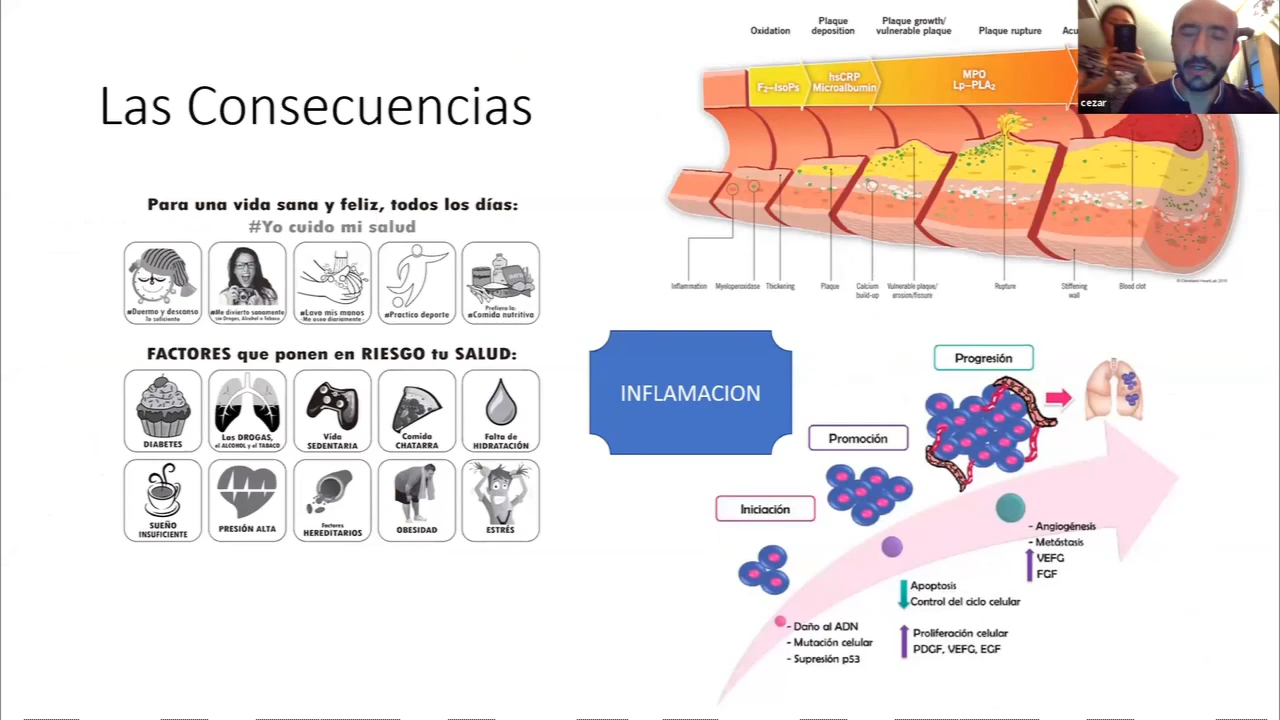 Las Consecuencias
Para una vida sana y feliz, todos los días:
#Yo cuido mi salud
#Duermo y descanso
lo suficiente
#Me divierto sanamente
sin Drogas, Alcohol o Tabaco
#Lavo mis manos
Me aseo diariamente
#Practico deporte
Prefiero la:
#Comida nutritiva
FACTORES que ponen en RIESGO tu SALUD:
DIABETES
Las DROGAS,
el ALCOHOL y el TABACO
Vida
SEDENTARIA
Comida
CHATARRA
Falta de
HIDRATACIÓN
SUEÑO
INSUFICIENTE
PRESIÓN ALTA
Factores
HEREDITARIOS
OBESIDAD
ESTRÉS
Oxidation
Plaque
deposition
Plaque growth/
vulnerable plaque
Plaque rupture
Acu
F2-IsoPs
hsCRP
Microalbumin
MPO
Lp-PLA2
cezar
Inflammation
Myeloperoxidase
Thickening
Plaque
Calcium
build-up
Vulnerable plaque/
erosion/fissure
Rupture
Stiffening
wall
Blood clot
INFLAMACION
Progresión
Promoción
Iniciación
- Daño al ADN
- Mutación celular
- Supresión p53
Apoptosis
Control del ciclo celular
Proliferación celular
PDGF, VEFG, EGF
- Angiogénesis
- Metástasis
VEFG
FGF